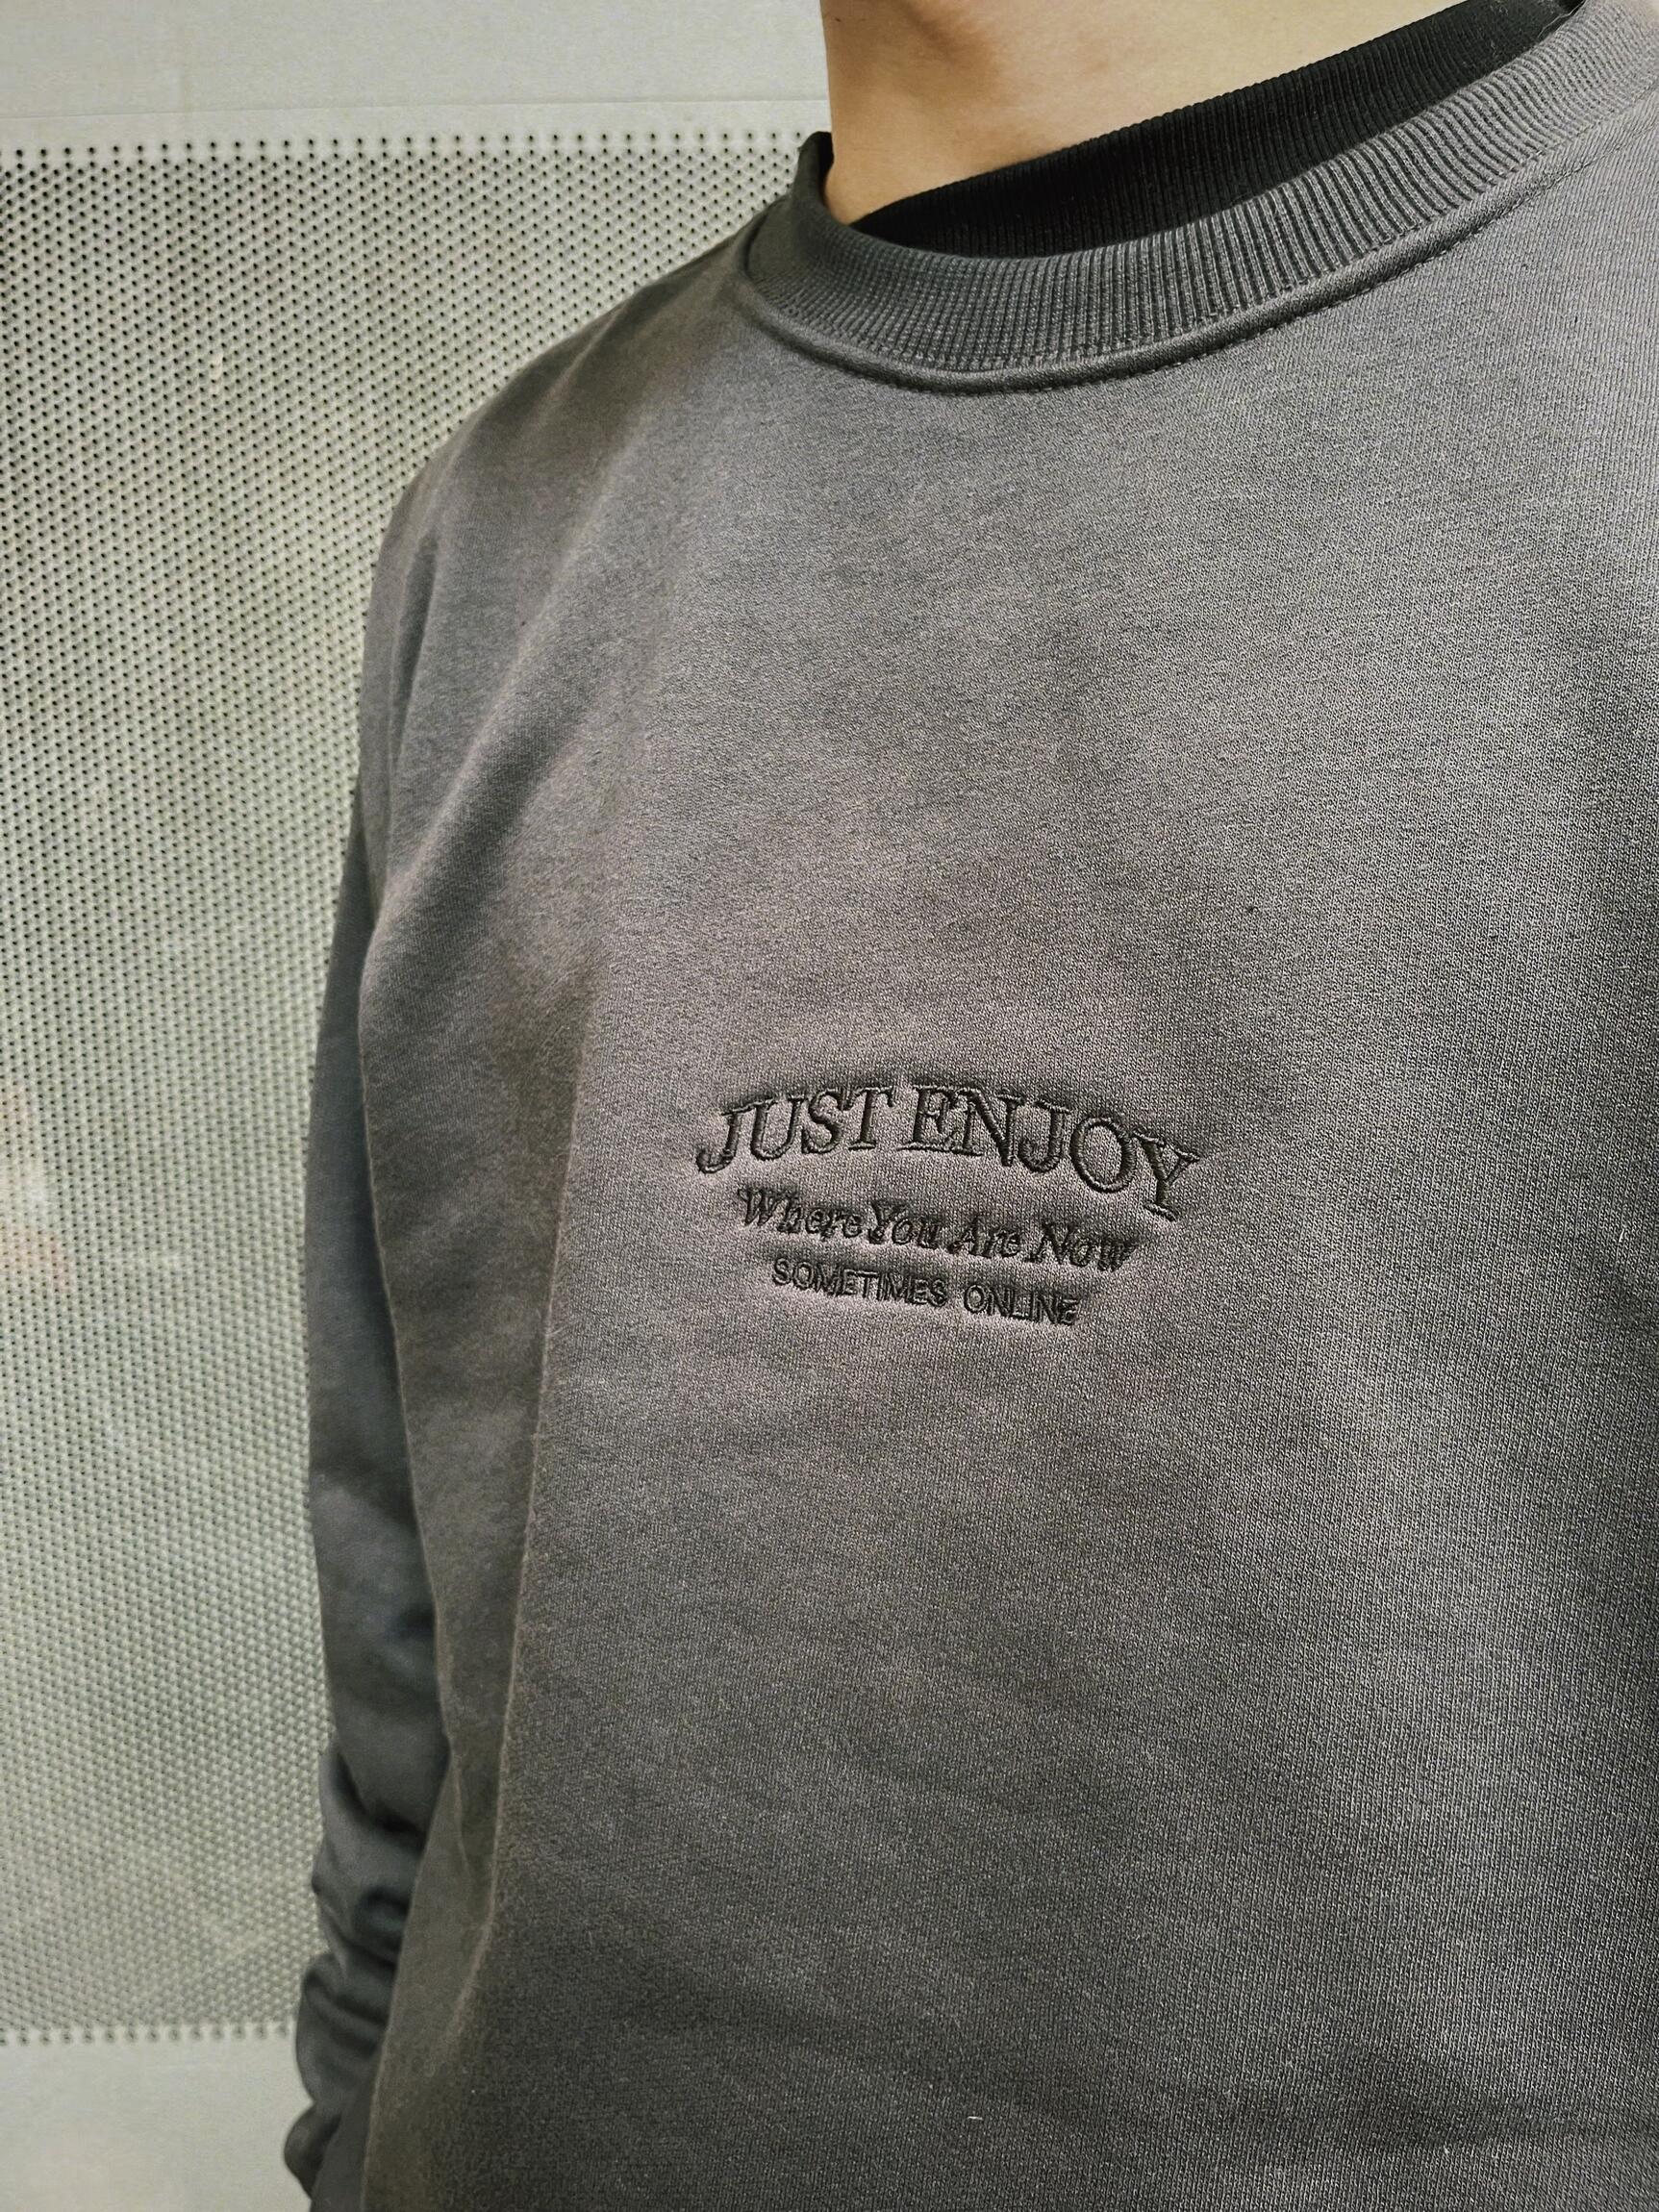 JUST ENJOY
Where You Are Now
SOMETIMES ONLINE